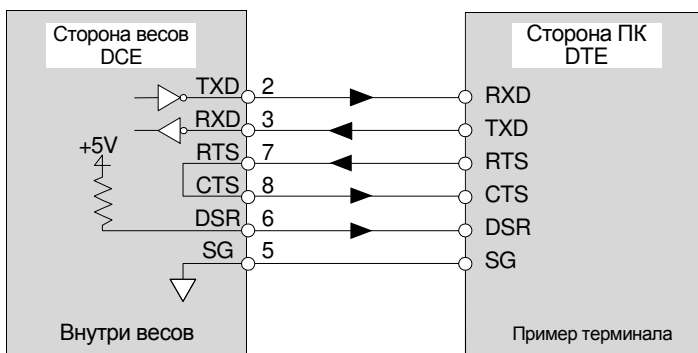 Сторона весов
DCE
Сторона ПК
DTE
TXD 2 RXD
RXD 3 TXD
+5V
RTS 7 RTS
CTS 8 CTS
DSR 6 DSR
SG 5 SG
Внутри весов
Пример терминала